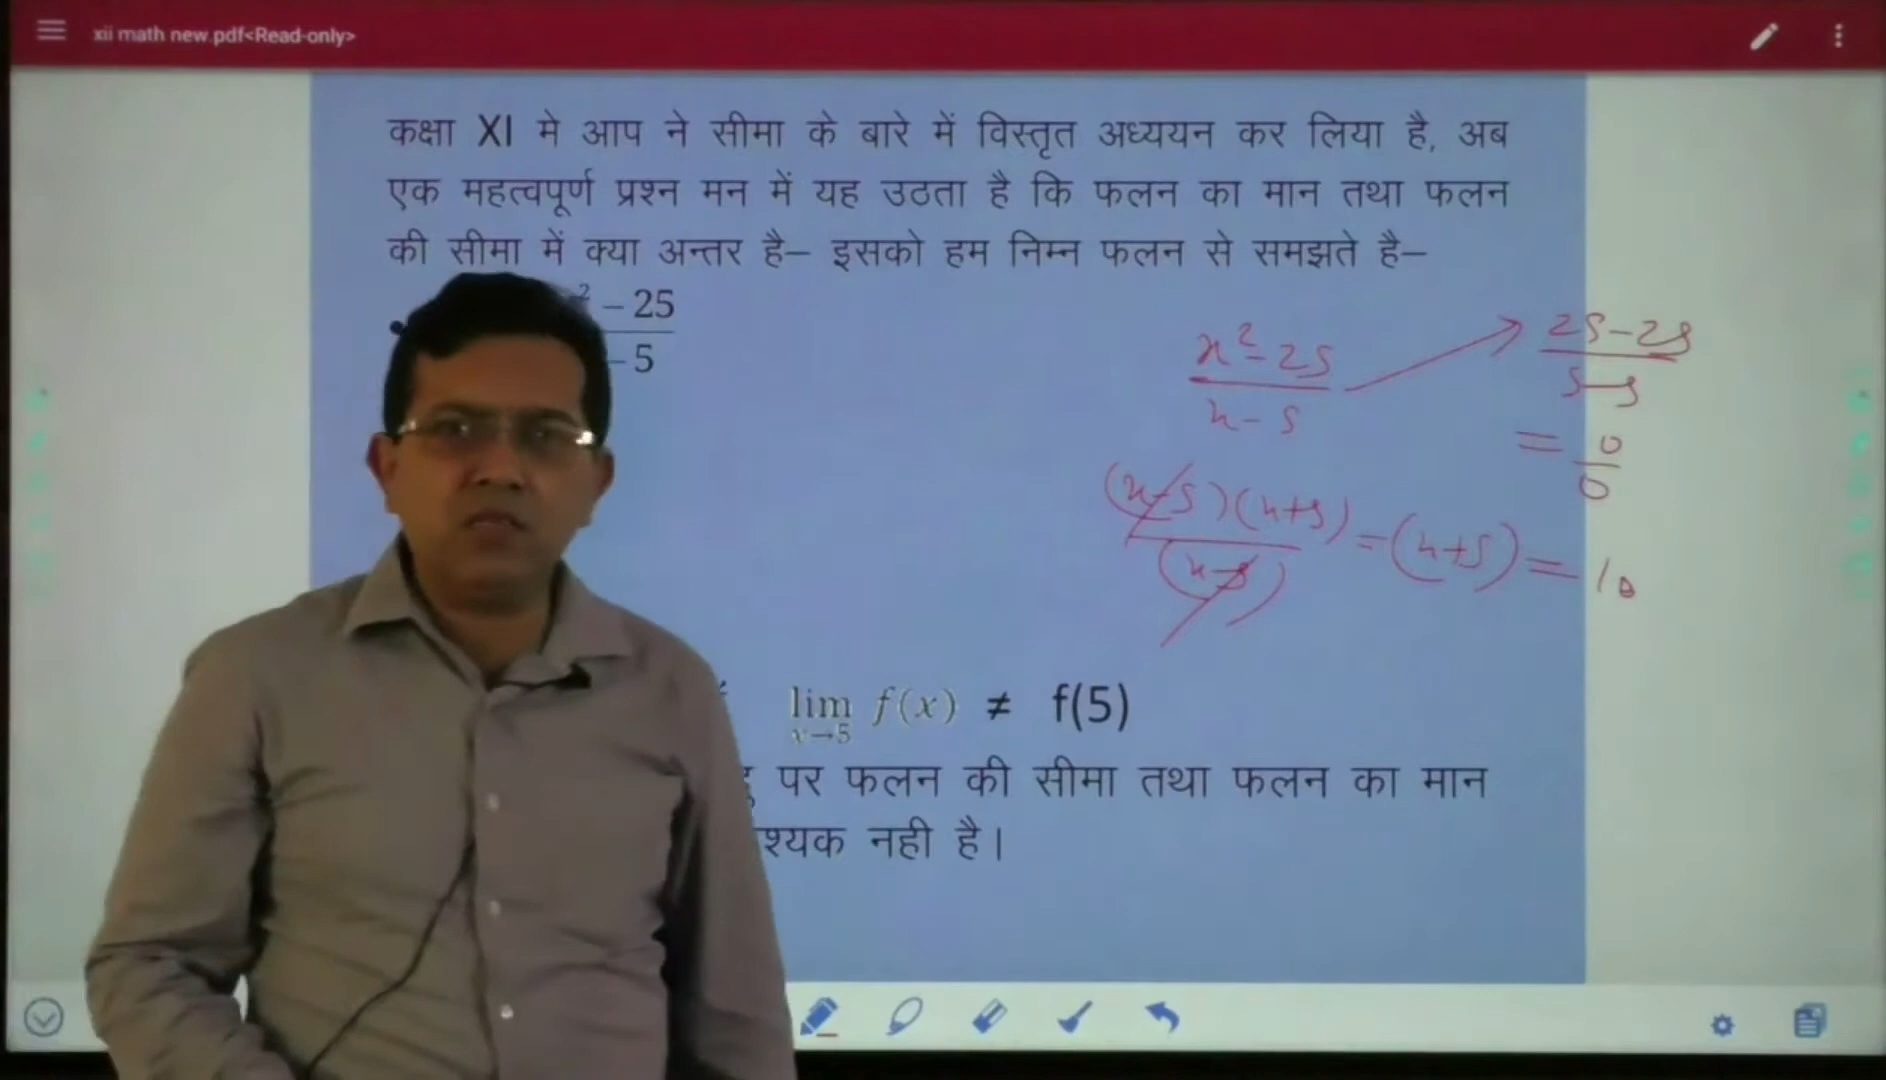 xii math new.pdf<Read-only>
कक्षा XI मे आप ने सीमा के बारे में विस्तृत अध्ययन कर लिया है, अब
एक महत्वपूर्ण प्रश्न मन में यह उठता है कि फलन का मान तथा फलन
की सीमा में क्या अन्तर है– इसको हम निम्न फलन से समझते है–
² – 25
– 5
x² - 25
x - 5
25 - 25
5 - 5
= 0
0
(x-5)(x+5)
(x-5)
= (x+5) = 10
lim f(x) ≠ f(5)
x→5
पर फलन की सीमा तथा फलन का मान
नही है।